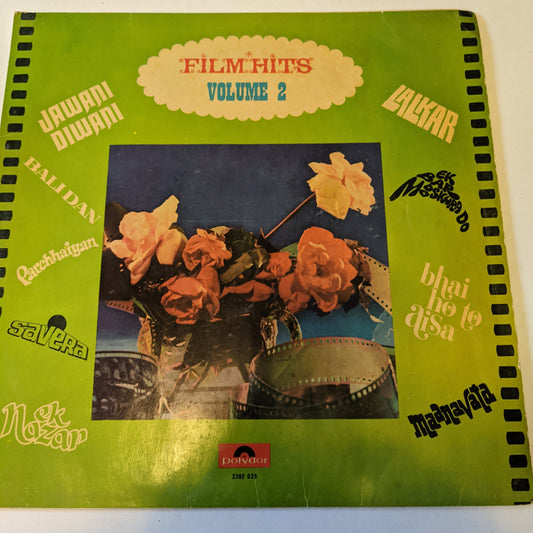 FILM HITS
VOLUME 2
JAWANI
DIWANI
BALIDAN
Parchhaiyan
SAVERA
Ek
Nazar
LALKAR
EK
BAR
MOSKURA DO
bhai
ho to
aisa
Maanavata
polydor
2392 035